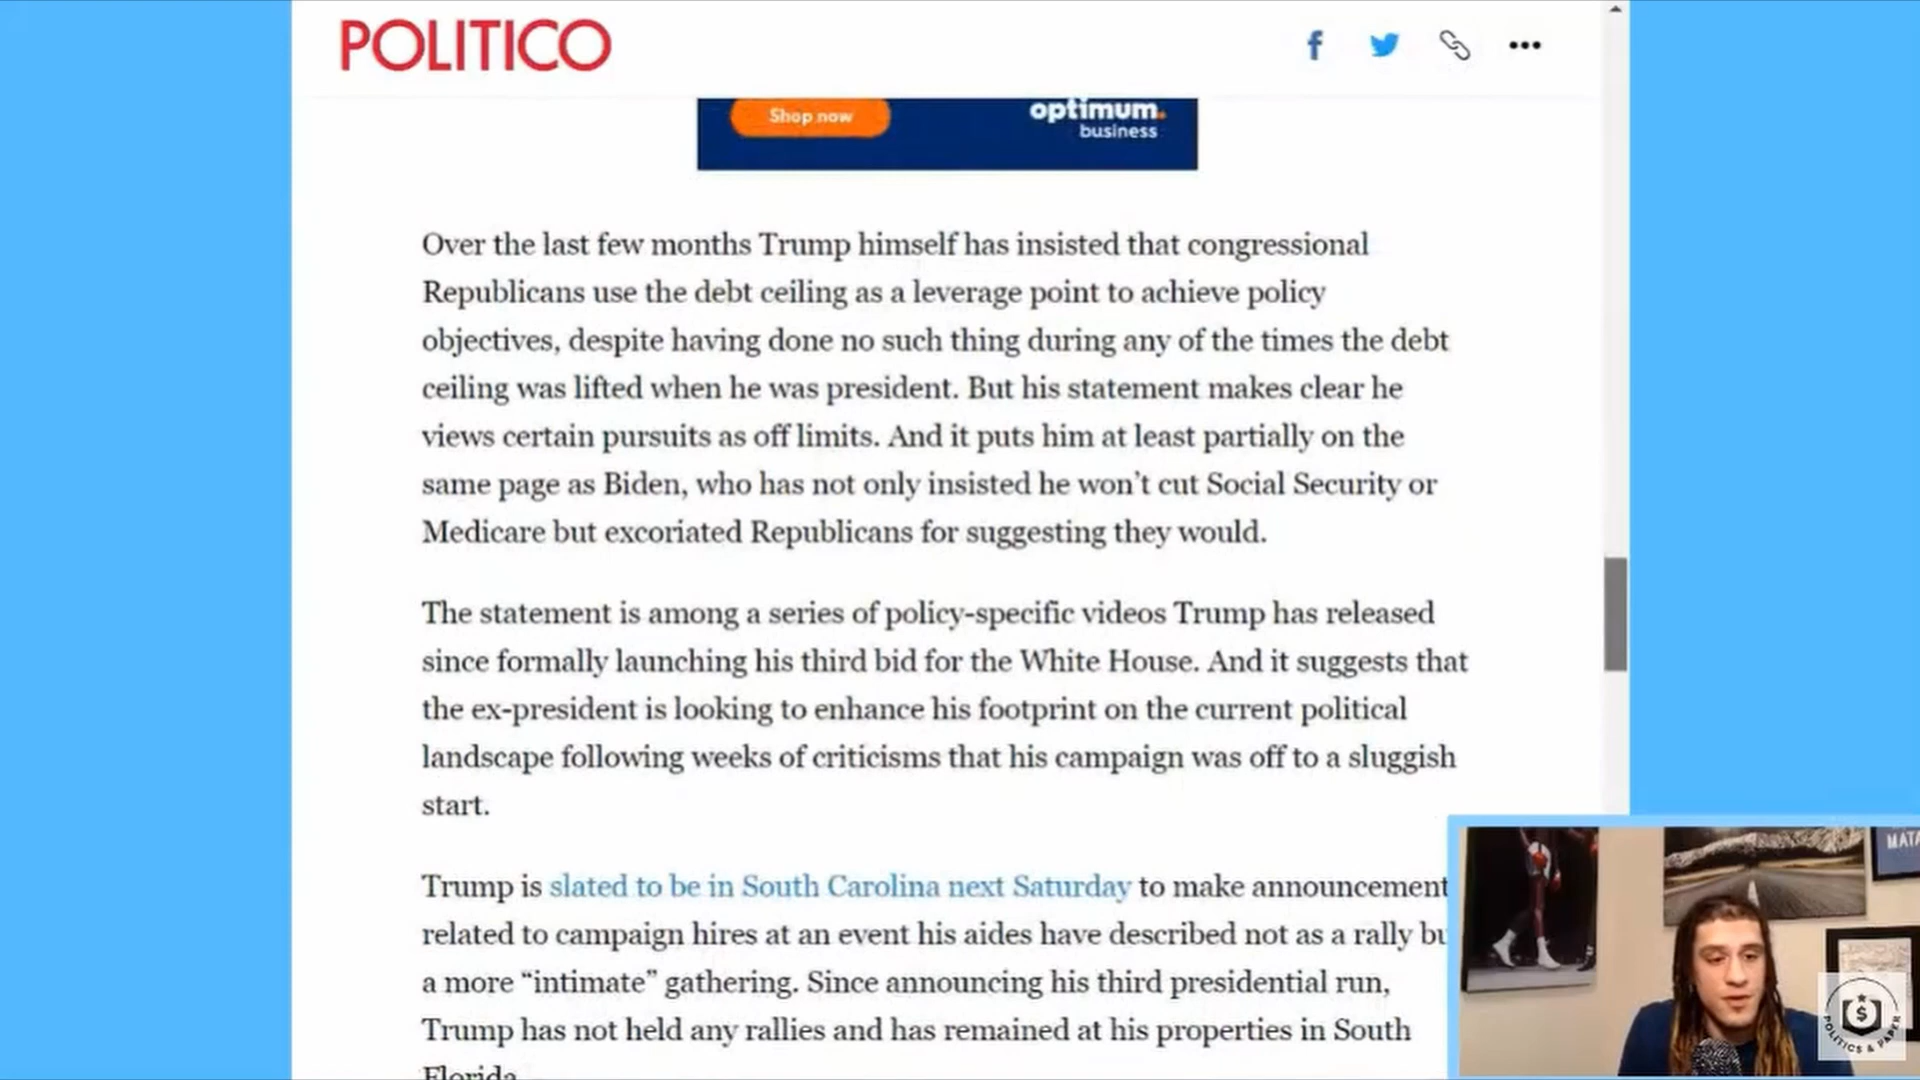 POLITICO
Shop now
optimum.
business
Over the last few months Trump himself has insisted that congressional
Republicans use the debt ceiling as a leverage point to achieve policy
objectives, despite having done no such thing during any of the times the debt
ceiling was lifted when he was president. But his statement makes clear he
views certain pursuits as off limits. And it puts him at least partially on the
same page as Biden, who has not only insisted he won’t cut Social Security or
Medicare but excoriated Republicans for suggesting they would.
The statement is among a series of policy-specific videos Trump has released
since formally launching his third bid for the White House. And it suggests that
the ex-president is looking to enhance his footprint on the current political
landscape following weeks of criticisms that his campaign was off to a sluggish
start.
Trump is slated to be in South Carolina next Saturday to make announcement
related to campaign hires at an event his aides have described not as a rally bu
a more “intimate” gathering. Since announcing his third presidential run,
Trump has not held any rallies and has remained at his properties in South
Florida.
MATA
POLITICS & PAPER